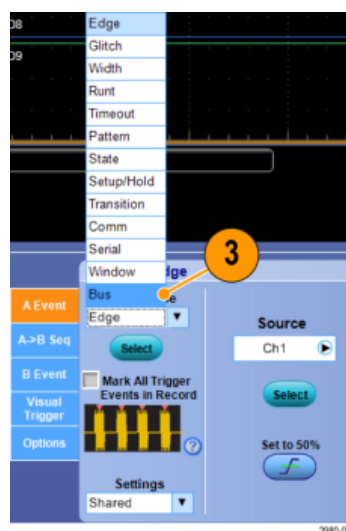 08
Edge
Glitch
09
Width
Runt
Timeout
Pattern
State
Setup/Hold
Transition
Comm
Serial
Window
dge
3
Bus
A Event
Edge
Source
A->B Seq
Select
Ch1
B Event
Mark All Trigger
Events in Record
Select
Visual
Trigger
Options
Set to 50%
Settings
Shared